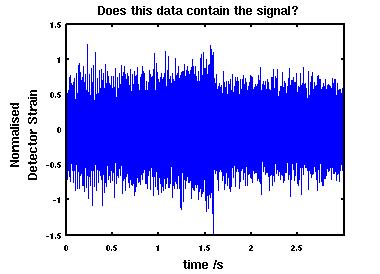 Does this data contain the signal?
1.5
1
0.5
0
-0.5
-1
-1.5
Normalised
Detector Strain
0 0.5 1 1.5 2 2.5
time /s